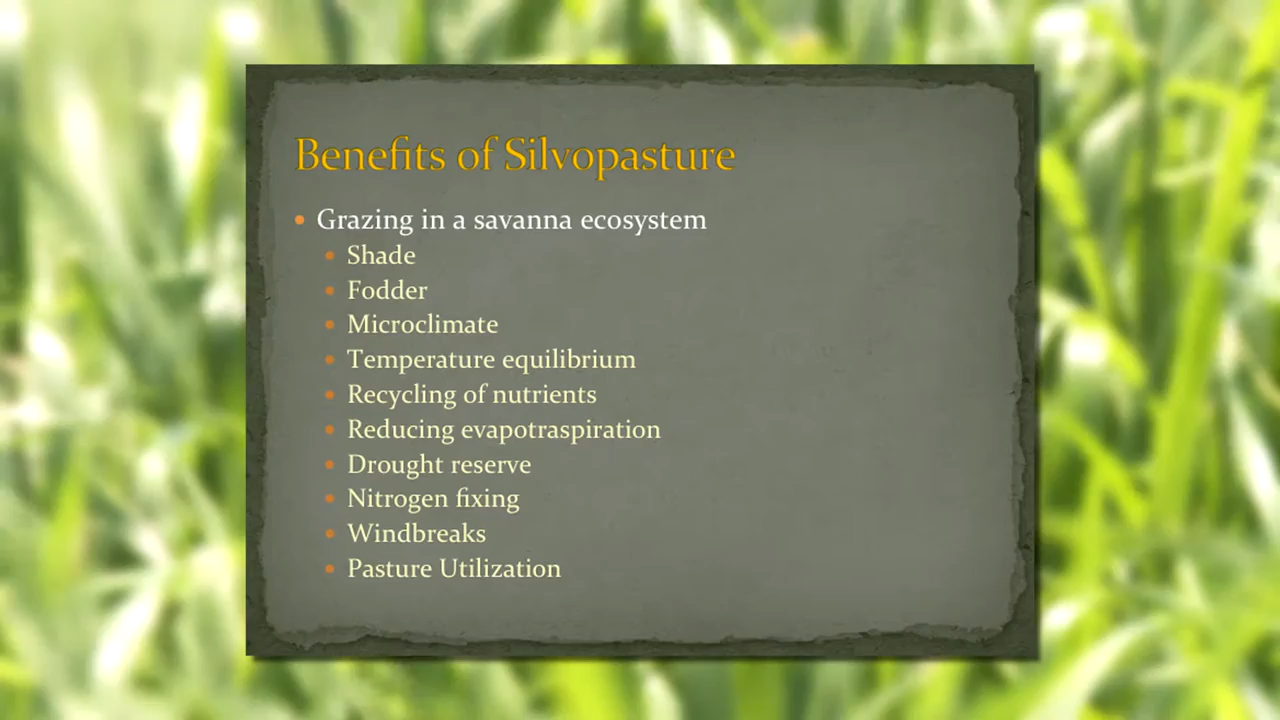 Benefits of Silvopasture
• Grazing in a savanna ecosystem
• Shade
• Fodder
• Microclimate
• Temperature equilibrium
• Recycling of nutrients
• Reducing evapotraspiration
• Drought reserve
• Nitrogen fixing
• Windbreaks
• Pasture Utilization